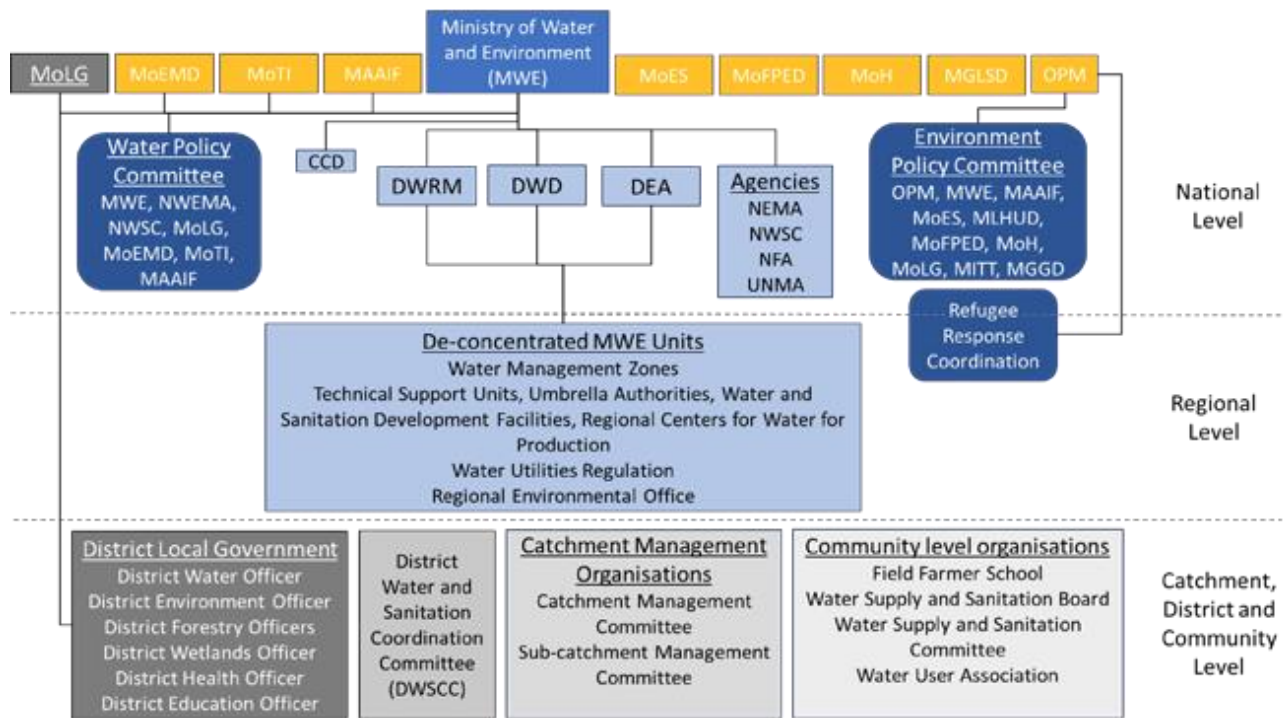 MoLG
MoEMD
MoTI
MAAIF
Ministry of Water
and Environment
(MWE)
MoES
MoFPED
MoH
MGLSD
OPM
Water Policy
Committee
MWE, NWEMA,
NWSC, MoLG,
MoEMD, MoTI,
MAAIF
CCD
DWRM
DWD
DEA
Agencies
NEMA
NWSC
NFA
UNMA
Environment
Policy Committee
OPM, MWE, MAAIF,
MoES, MLHUD,
MoFPED, MoH,
MoLG, MITT, MGGD
National
Level
Refugee
Response
Coordination
De-concentrated MWE Units
Water Management Zones
Technical Support Units, Umbrella Authorities, Water and
Sanitation Development Facilities, Regional Centers for Water for
Production
Water Utilities Regulation
Regional Environmental Office
Regional
Level
District Local Government
District Water Officer
District Environment Officer
District Forestry Officers
District Wetlands Officer
District Health Officer
District Education Officer
District
Water and
Sanitation
Coordination
Committee
(DWSCC)
Catchment Management
Organisations
Catchment Management
Committee
Sub-catchment Management
Committee
Community level organisations
Field Farmer School
Water Supply and Sanitation Board
Water Supply and Sanitation
Committee
Water User Association
Catchment,
District and
Community
Level